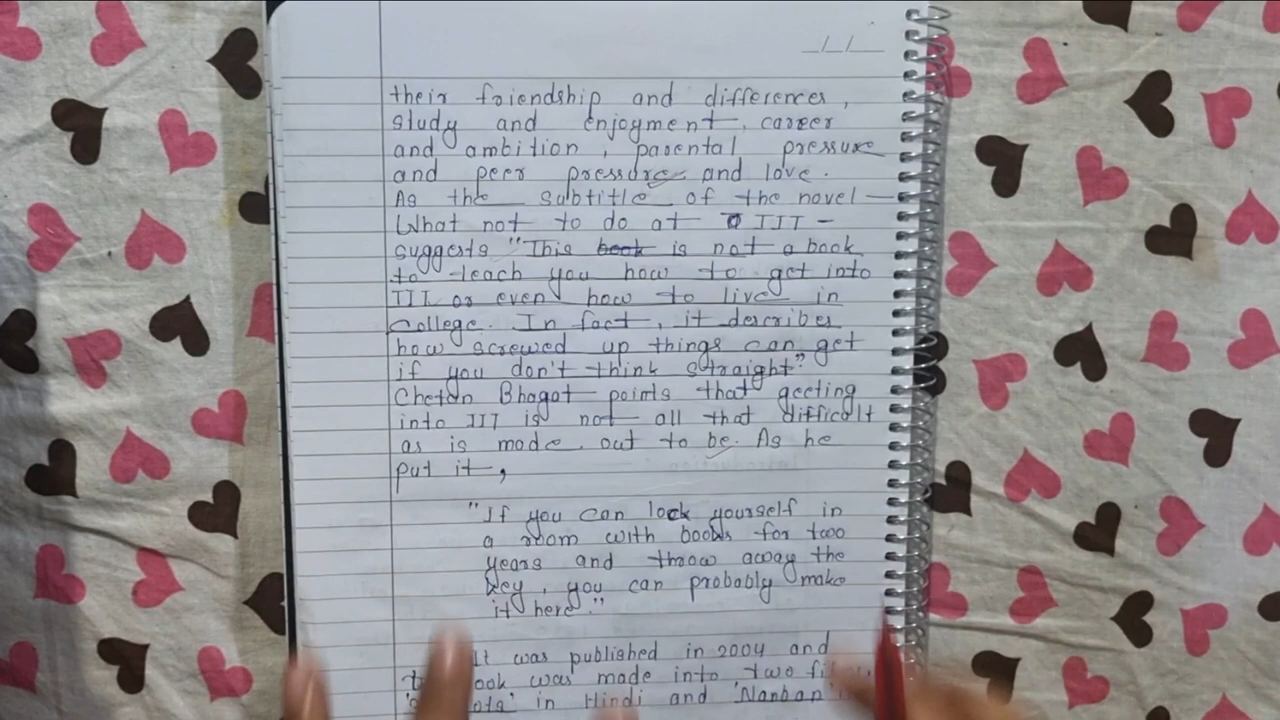 _/_/_
their friendship and differences,
study and enjoyment, career
and ambition, parental pressure
and peer pressure and love.
As the subtitle of the novel —
What not to do at IIT -
suggests "This book is not a book
to teach you how to get into
IIT or even how to live in
college. In fact, it describes
how screwed up things can get
if you don't think straight"
Chetan Bhagat points that geeting
into IIT is not all that difficult
as is made out to be. As he
put it,
"If you can lock yourself in
a room with books for two
years and throw away the
key, you can probably make
it here."
It was published in 2004 and
was made into two
in Hindi and 'Nanban'